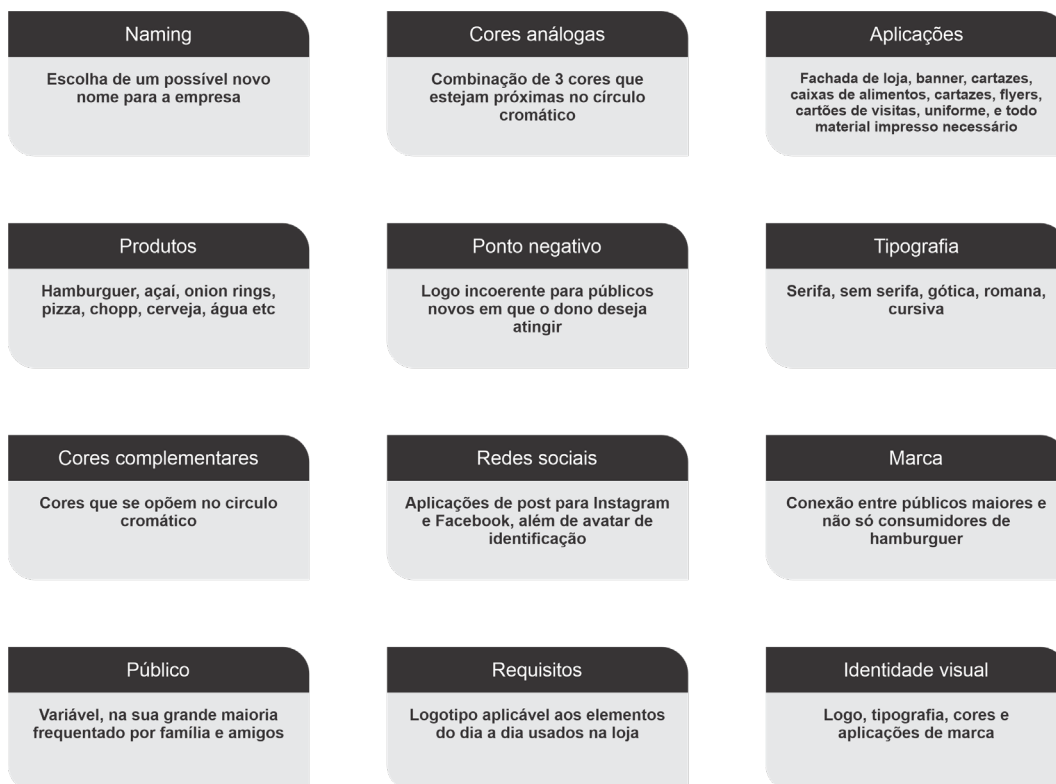 Naming
Escolha de um possível novo
nome para a empresa
Cores análogas
Combinação de 3 cores que
estejam próximas no círculo
cromático
Aplicações
Fachada de loja, banner, cartazes,
caixas de alimentos, cartazes, flyers,
cartões de visitas, uniforme, e todo
material impresso necessário
Produtos
Hamburguer, açaí, onion rings,
pizza, chopp, cerveja, água etc
Ponto negativo
Logo incoerente para públicos
novos em que o dono deseja
atingir
Tipografia
Serifa, sem serifa, gótica, romana,
cursiva
Cores complementares
Cores que se opõem no circulo
cromático
Redes sociais
Aplicações de post para Instagram
e Facebook, além de avatar de
identificação
Marca
Conexão entre públicos maiores e
não só consumidores de
hamburguer
Público
Variável, na sua grande maioria
frequentado por família e amigos
Requisitos
Logotipo aplicável aos elementos
do dia a dia usados na loja
Identidade visual
Logo, tipografia, cores e
aplicações de marca